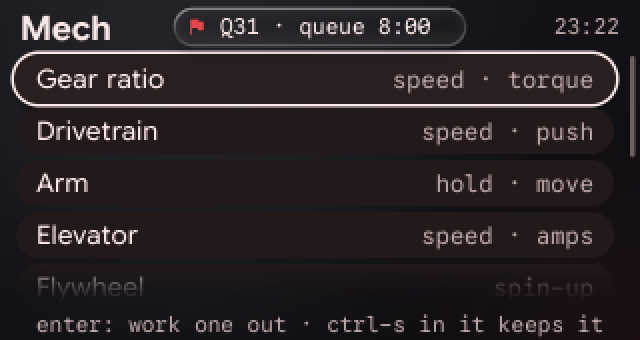 Mech Q31 · queue 8:00 23:22
Gear ratio speed · torque
Drivetrain speed · push
Arm hold · move
Elevator speed · amps
Flywheel spin-up
enter: work one out · ctrl-s in it keeps it